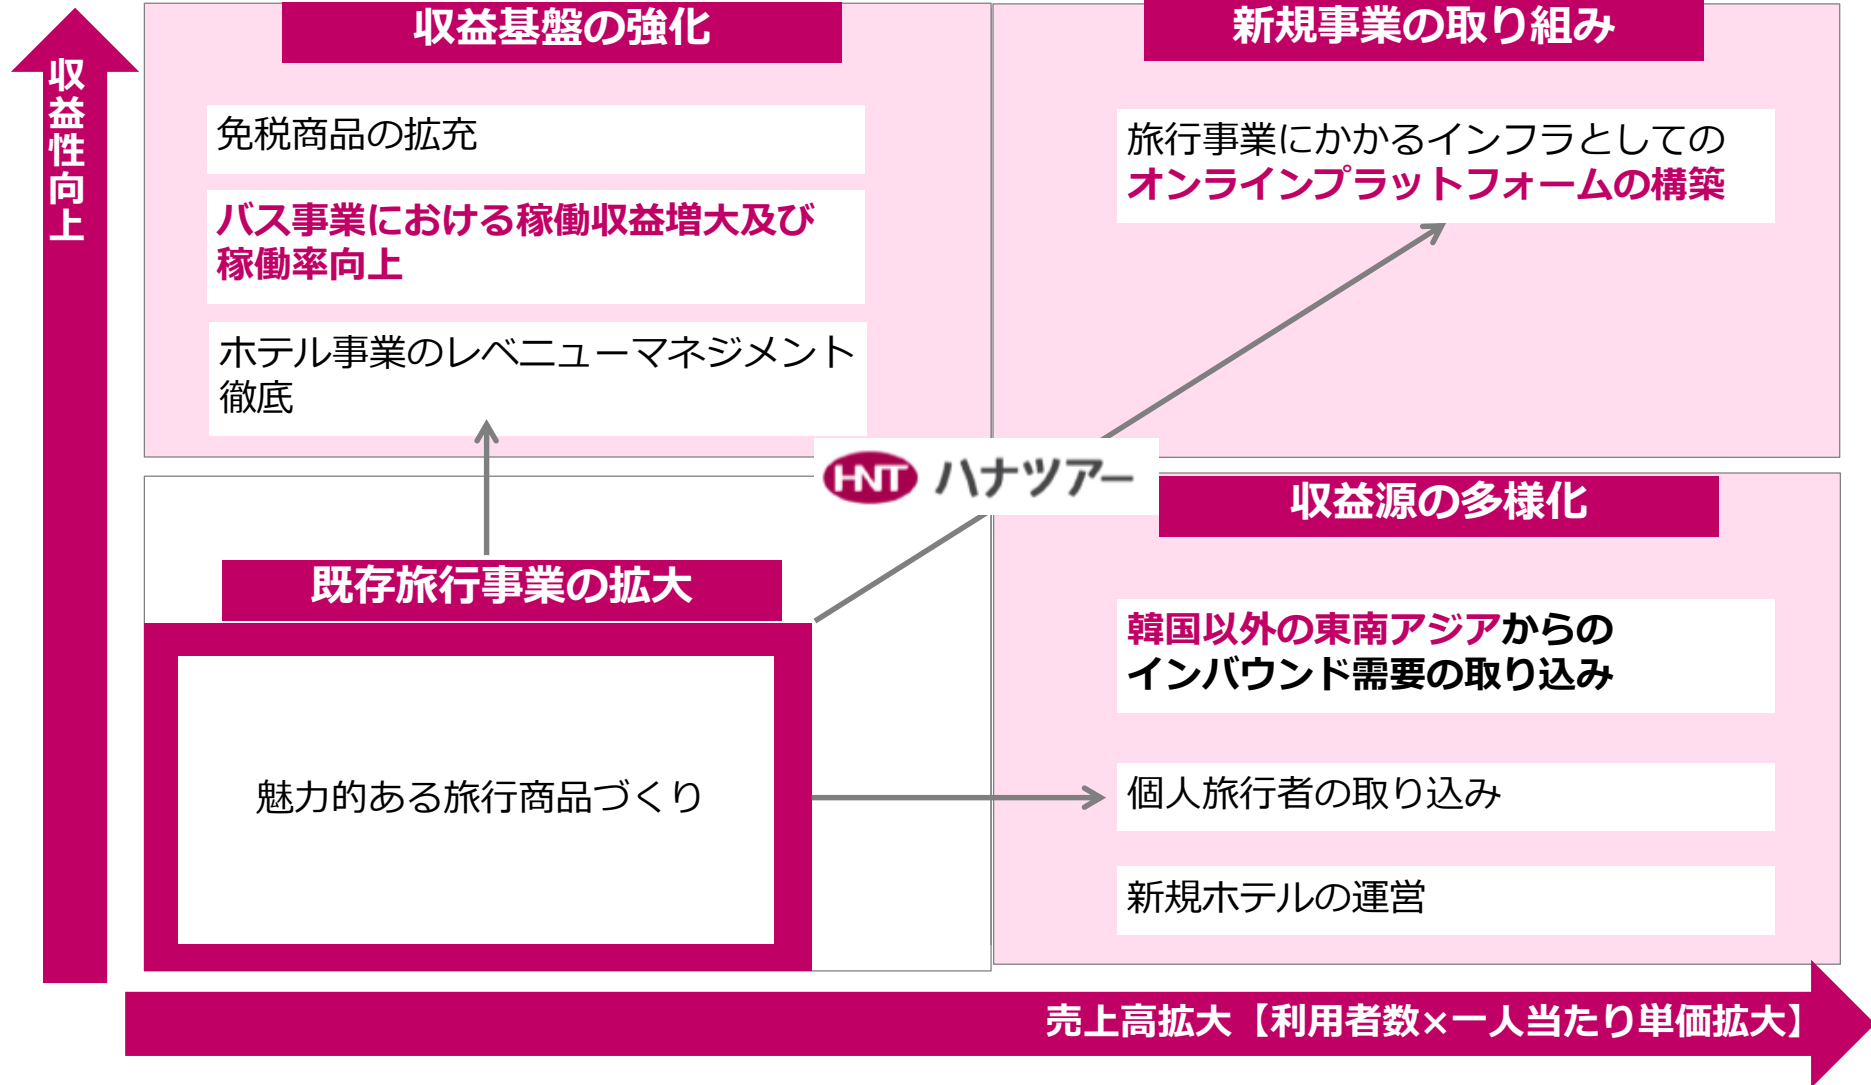 収益性向上
収益基盤の強化
免税商品の拡充
バス事業における稼働収益増大及び
稼働率向上
ホテル事業のレベニューマネジメント
徹底
新規事業の取り組み
旅行事業にかかるインフラとしての
オンラインプラットフォームの構築
HNT ハナツアー
既存旅行事業の拡大
魅力的ある旅行商品づくり
収益源の多様化
韓国以外の東南アジアからの
インバウンド需要の取り込み
個人旅行者の取り込み
新規ホテルの運営
売上高拡大【利用者数×一人当たり単価拡大】